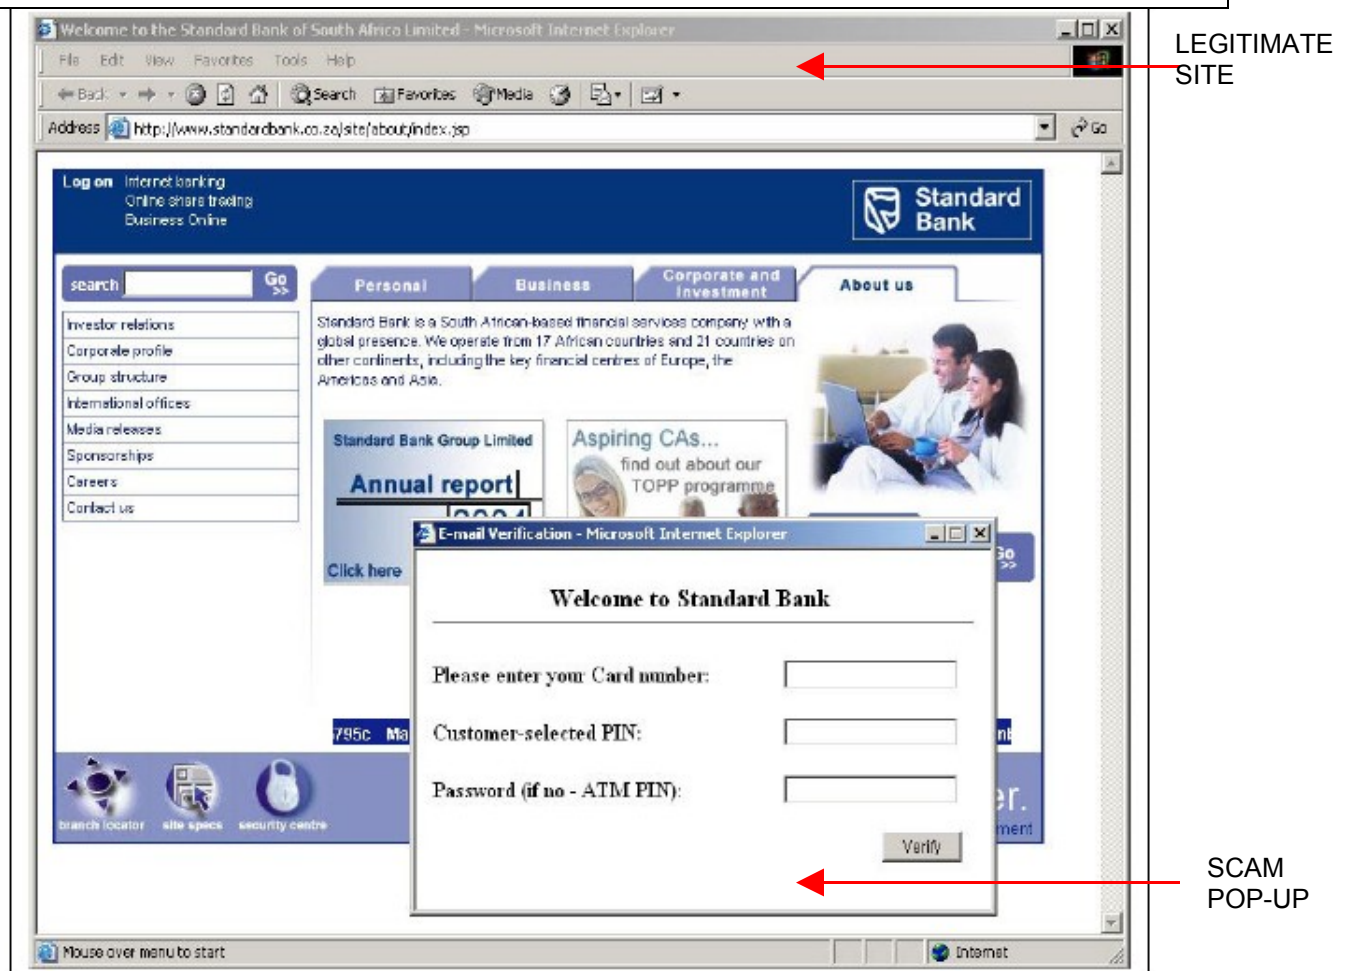 Welcome to the Standard Bank of South Africa Limited - Microsoft Internet Explorer
LEGITIMATE
SITE
File Edit View Favorites Tools Help
Back Search Favorites Media
Address http://www.standardbank.co.za/site/about/index.jsp Go
Log on Internet banking
Online share trading
Business Online
Standard
Bank
search Go >>
Personal Business Corporate and Investment About us
Investor relations
Corporate profile
Group structure
International offices
Media releases
Sponsorships
Careers
Contact us
Standard Bank is a South African-based financial services company with a
global presence. We operate from 17 African countries and 21 countries on
other continents, including the key financial centres of Europe, the
Americas and Asia.
Standard Bank Group Limited
Annual report
2004
Click here
Aspiring CAs...
find out about our
TOPP programme
Go >>
E-mail Verification - Microsoft Internet Explorer
Welcome to Standard Bank
Please enter your Card number:
Customer-selected PIN:
Password (if no - ATM PIN):
Verify
795c Ma
branch locator site specs security centre
er.
ment
SCAM
POP-UP
Mouse over menu to start Internet